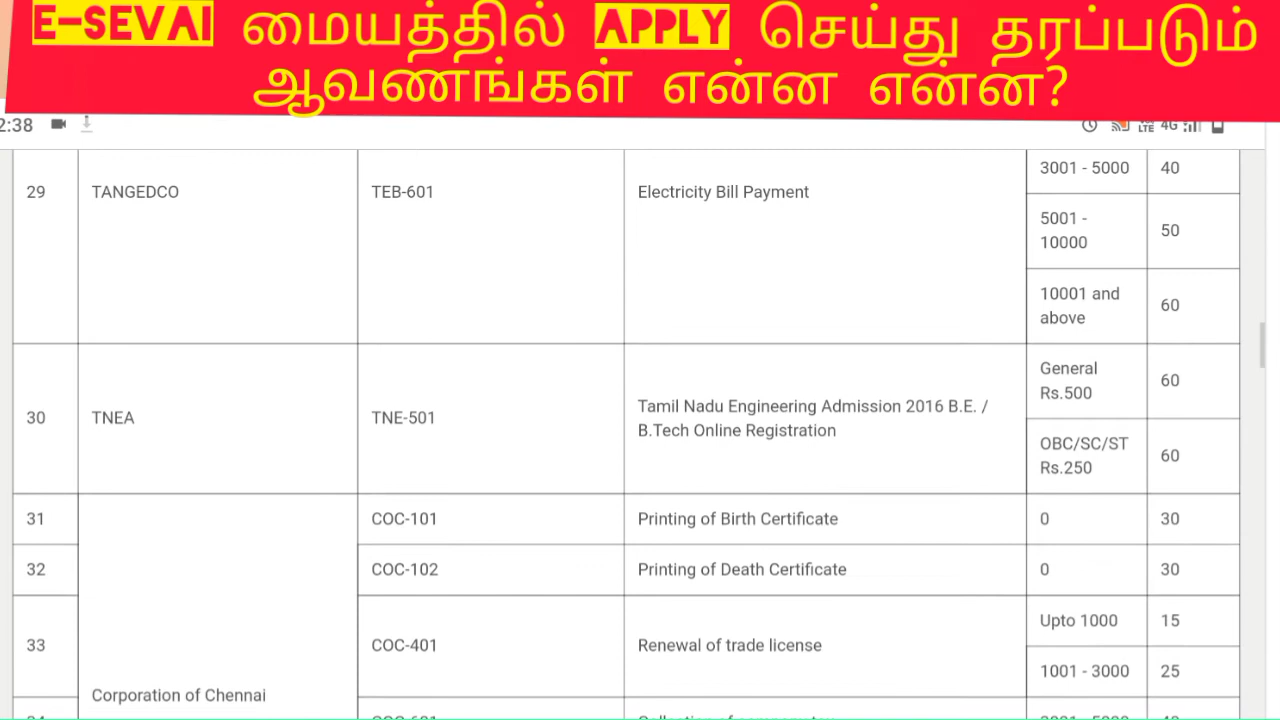 E-SEVAI மையத்தில் APPLY செய்து தரப்படும்
ஆவணங்கள் என்ன என்ன?
2:38
LTE 4G
29 TANGEDCO TEB-601 Electricity Bill Payment
3001 - 5000 40
5001 -
10000
50
10001 and
above
60
30 TNEA TNE-501
Tamil Nadu Engineering Admission 2016 B.E. /
B.Tech Online Registration
General
Rs.500
60
OBC/SC/ST
Rs.250
60
31 COC-101 Printing of Birth Certificate 0 30
32 COC-102 Printing of Death Certificate 0 30
33 COC-401 Renewal of trade license
Upto 1000 15
1001 - 3000 25
Corporation of Chennai